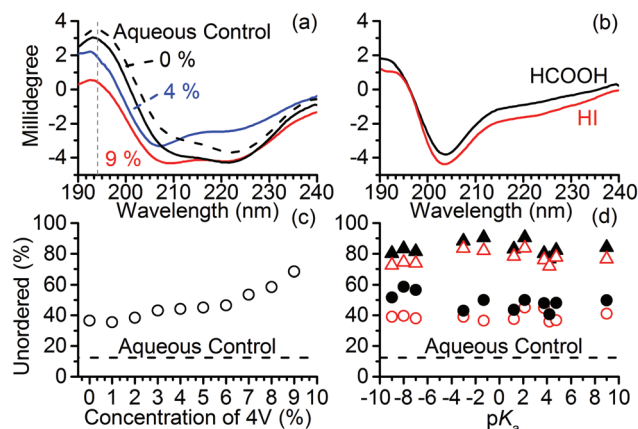 (a)
Aqueous Control
0 %
4 %
9 %
Millidegree
4
2
0
-2
-4
190 200 210 220 230 240
Wavelength (nm)
(b)
HCOOH
HI
190 200 210 220 230 240
Wavelength (nm)
(c)
Unordered (%)
100
80
60
40
20
0
Aqueous Control
0 1 2 3 4 5 6 7 8 9 10
Concentration of 4V (%)
(d)
Aqueous Control
-10 -8 -6 -4 -2 0 2 4 6 8 10
pKa